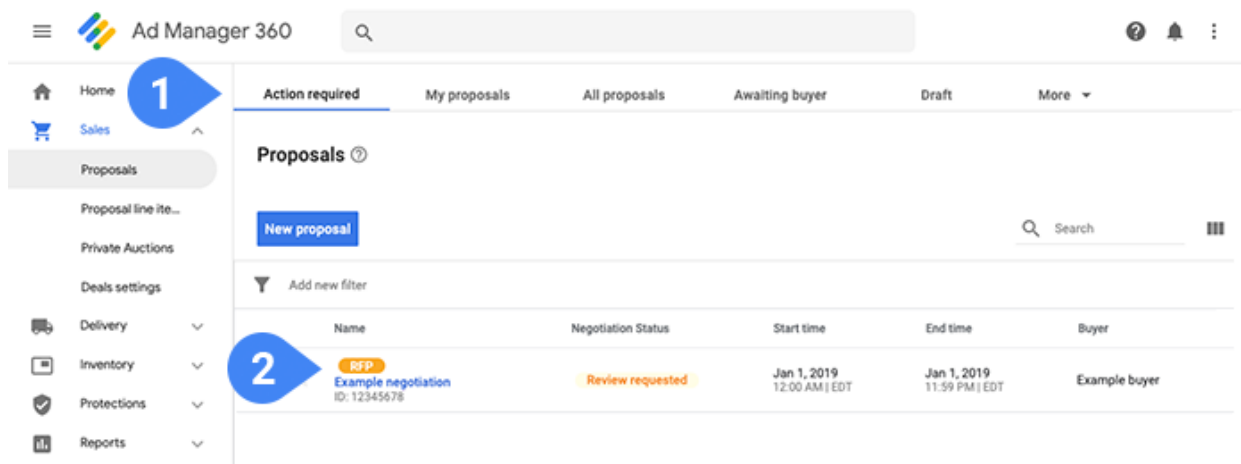 Ad Manager 360
1
Home
Sales
Proposals
Proposal line ite...
Private Auctions
Deals settings
Delivery
Inventory
Protections
Reports
Action required My proposals All proposals Awaiting buyer Draft More
Proposals
New proposal
Search
Add new filter
Name Negotiation Status Start time End time Buyer
2
RFP
Example negotiation
ID: 12345678
Review requested
Jan 1, 2019
12:00 AM | EDT
Jan 1, 2019
11:59 PM | EDT
Example buyer